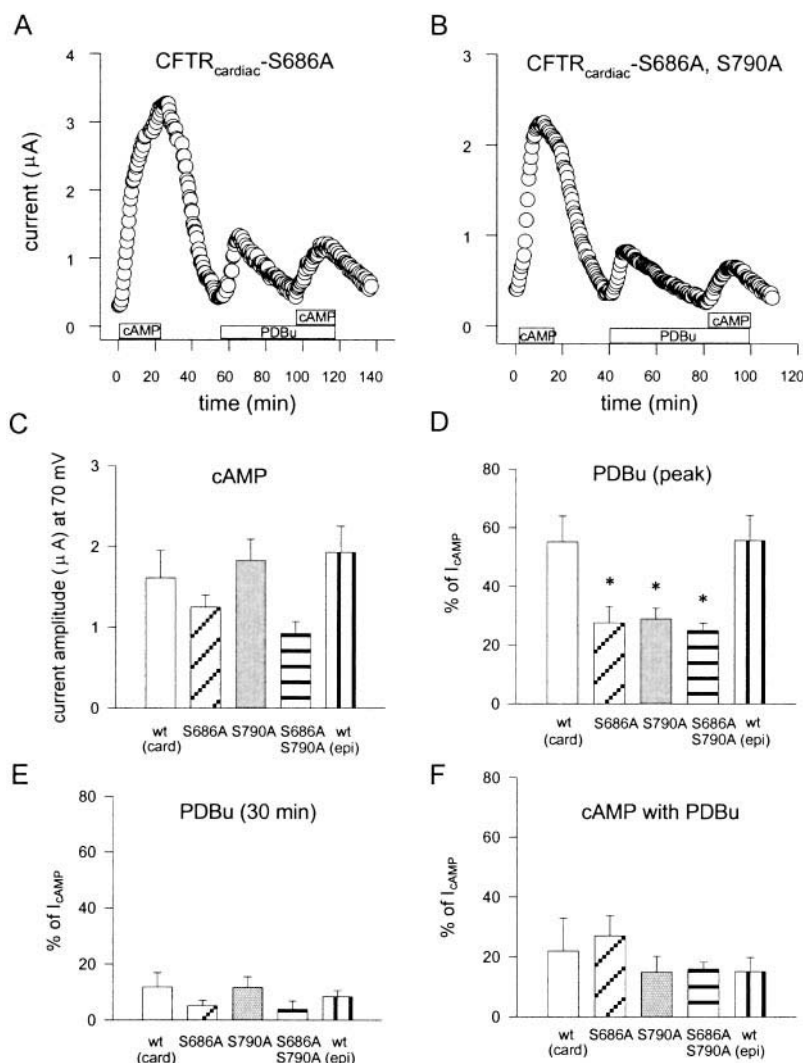 A
CFTRcardiac-S686A
4
3
2
1
0
current (μA)
cAMP
cAMP
PDBu
0 20 40 60 80 100 120 140
time (min)
B
CFTRcardiac-S686A, S790A
3
2
1
0
cAMP
cAMP
PDBu
0 20 40 60 80 100 120
time (min)
C
cAMP
3
2
1
0
current amplitude (μA) at 70 mV
wt S686A S790A S686A wt
(card) S790A (epi)
D
PDBu (peak)
80
60
40
20
0
% of IcAMP
* * *
wt S686A S790A S686A wt
(card) S790A (epi)
E
PDBu (30 min)
80
60
40
20
0
% of IcAMP
wt S686A S790A S686A wt
(card) S790A (epi)
F
cAMP with PDBu
80
60
40
20
0
% of IcAMP
wt S686A S790A S686A wt
(card) S790A (epi)